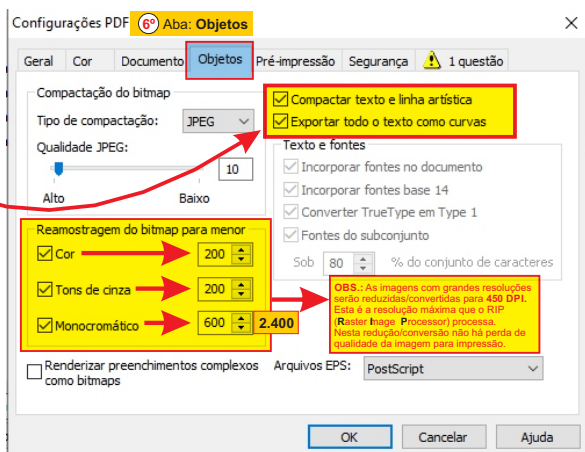 Configurações PDF
6º Aba: Objetos
Geral Cor Documento Objetos Pré-impressão Segurança 1 questão
Compactação do bitmap
Tipo de compactação: JPEG
Qualidade JPEG:
10
Alto Baixo
Compactar texto e linha artística
Exportar todo o texto como curvas
Texto e fontes
Incorporar fontes no documento
Incorporar fontes base 14
Converter TrueType em Type 1
Fontes do subconjunto
Sob 80 % do conjunto de caracteres
Reamostragem do bitmap para menor
Cor 200
Tons de cinza 200
Monocromático 600 2.400
OBS.: As imagens com grandes resoluções
serão reduzidas/convertidas para 450 DPI.
Esta é a resolução máxima que o RIP
(Raster Image Processor) processa.
Nesta redução/conversão não há perda de
qualidade da imagem para impressão.
Renderizar preenchimentos complexos
como bitmaps
Arquivos EPS: PostScript
OK Cancelar Ajuda